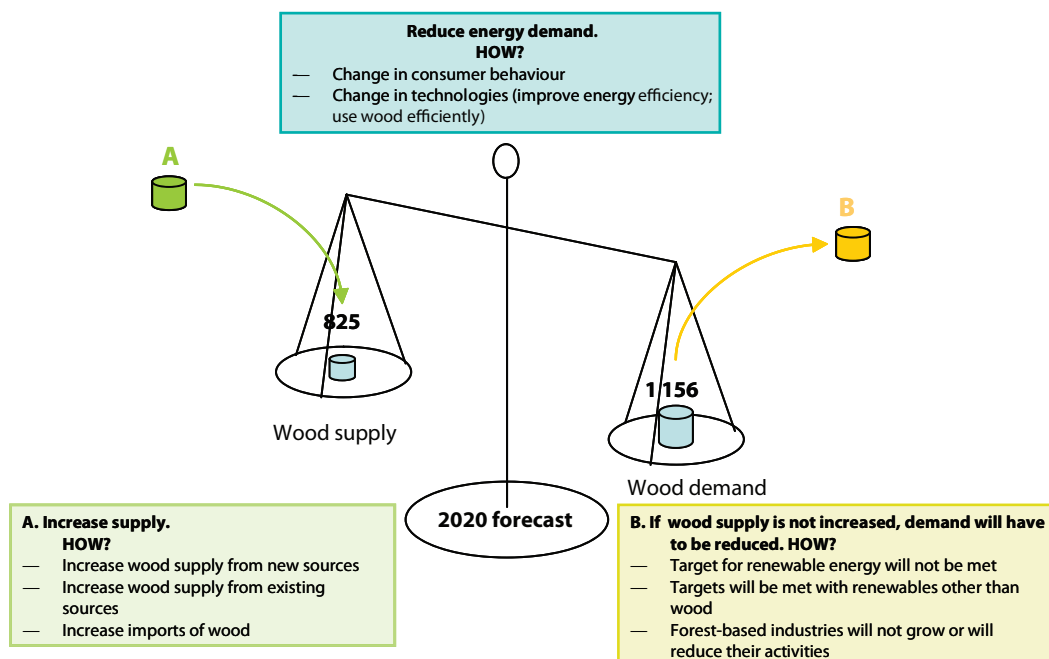 Reduce energy demand.
HOW?
— Change in consumer behaviour
— Change in technologies (improve energy efficiency;
use wood efficiently)
A
B
825
1 156
Wood supply
Wood demand
2020 forecast
A. Increase supply.
HOW?
— Increase wood supply from new sources
— Increase wood supply from existing
sources
— Increase imports of wood
B. If wood supply is not increased, demand will have
to be reduced. HOW?
— Target for renewable energy will not be met
— Targets will be met with renewables other than
wood
— Forest-based industries will not grow or will
reduce their activities